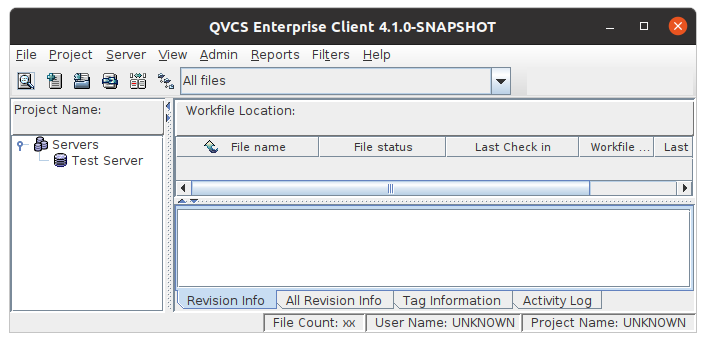 QVCS Enterprise Client 4.1.0-SNAPSHOT
File Project Server View Admin Reports Filters Help
All files
Project Name:
Workfile Location:
Servers
Test Server
File name File status Last Check in Workfile ... Last
Revision Info All Revision Info Tag Information Activity Log
File Count: xx User Name: UNKNOWN Project Name: UNKNOWN